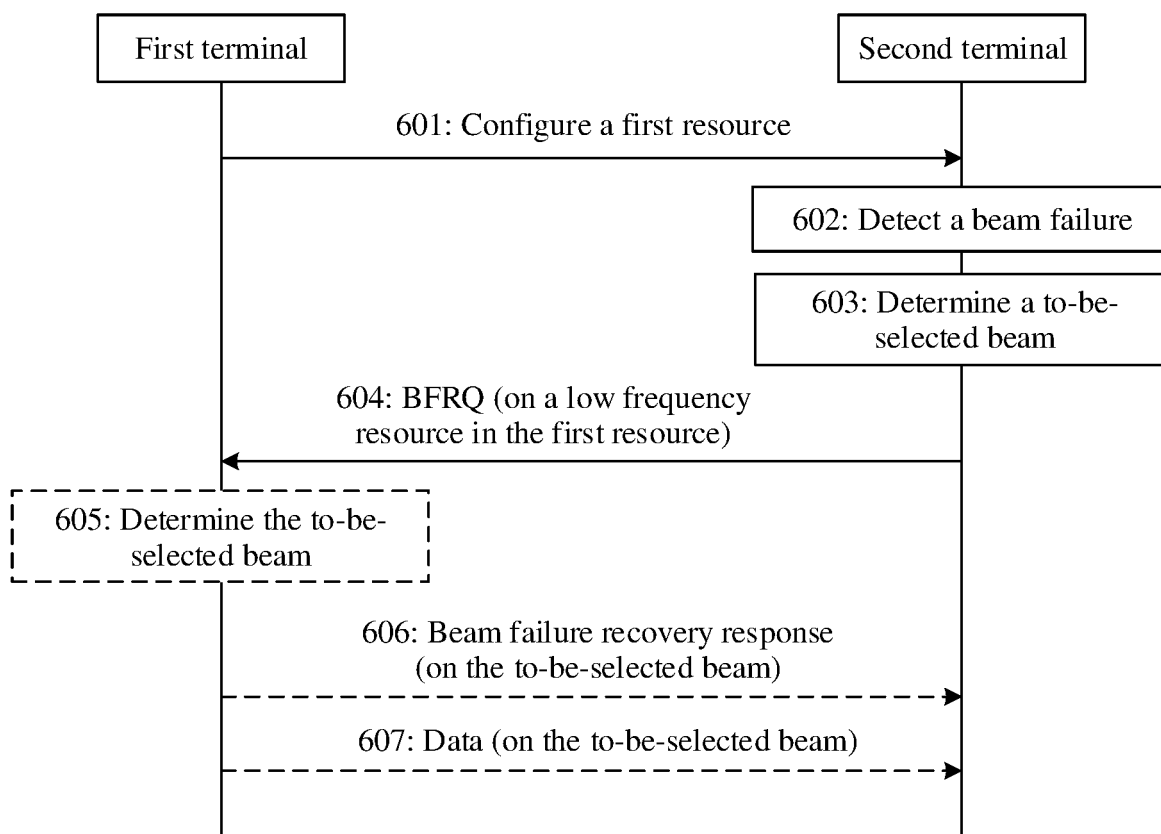 First terminal
Second terminal
601: Configure a first resource
602: Detect a beam failure
603: Determine a to-be-
selected beam
604: BFRQ (on a low frequency
resource in the first resource)
605: Determine the to-be-
selected beam
606: Beam failure recovery response
(on the to-be-selected beam)
607: Data (on the to-be-selected beam)